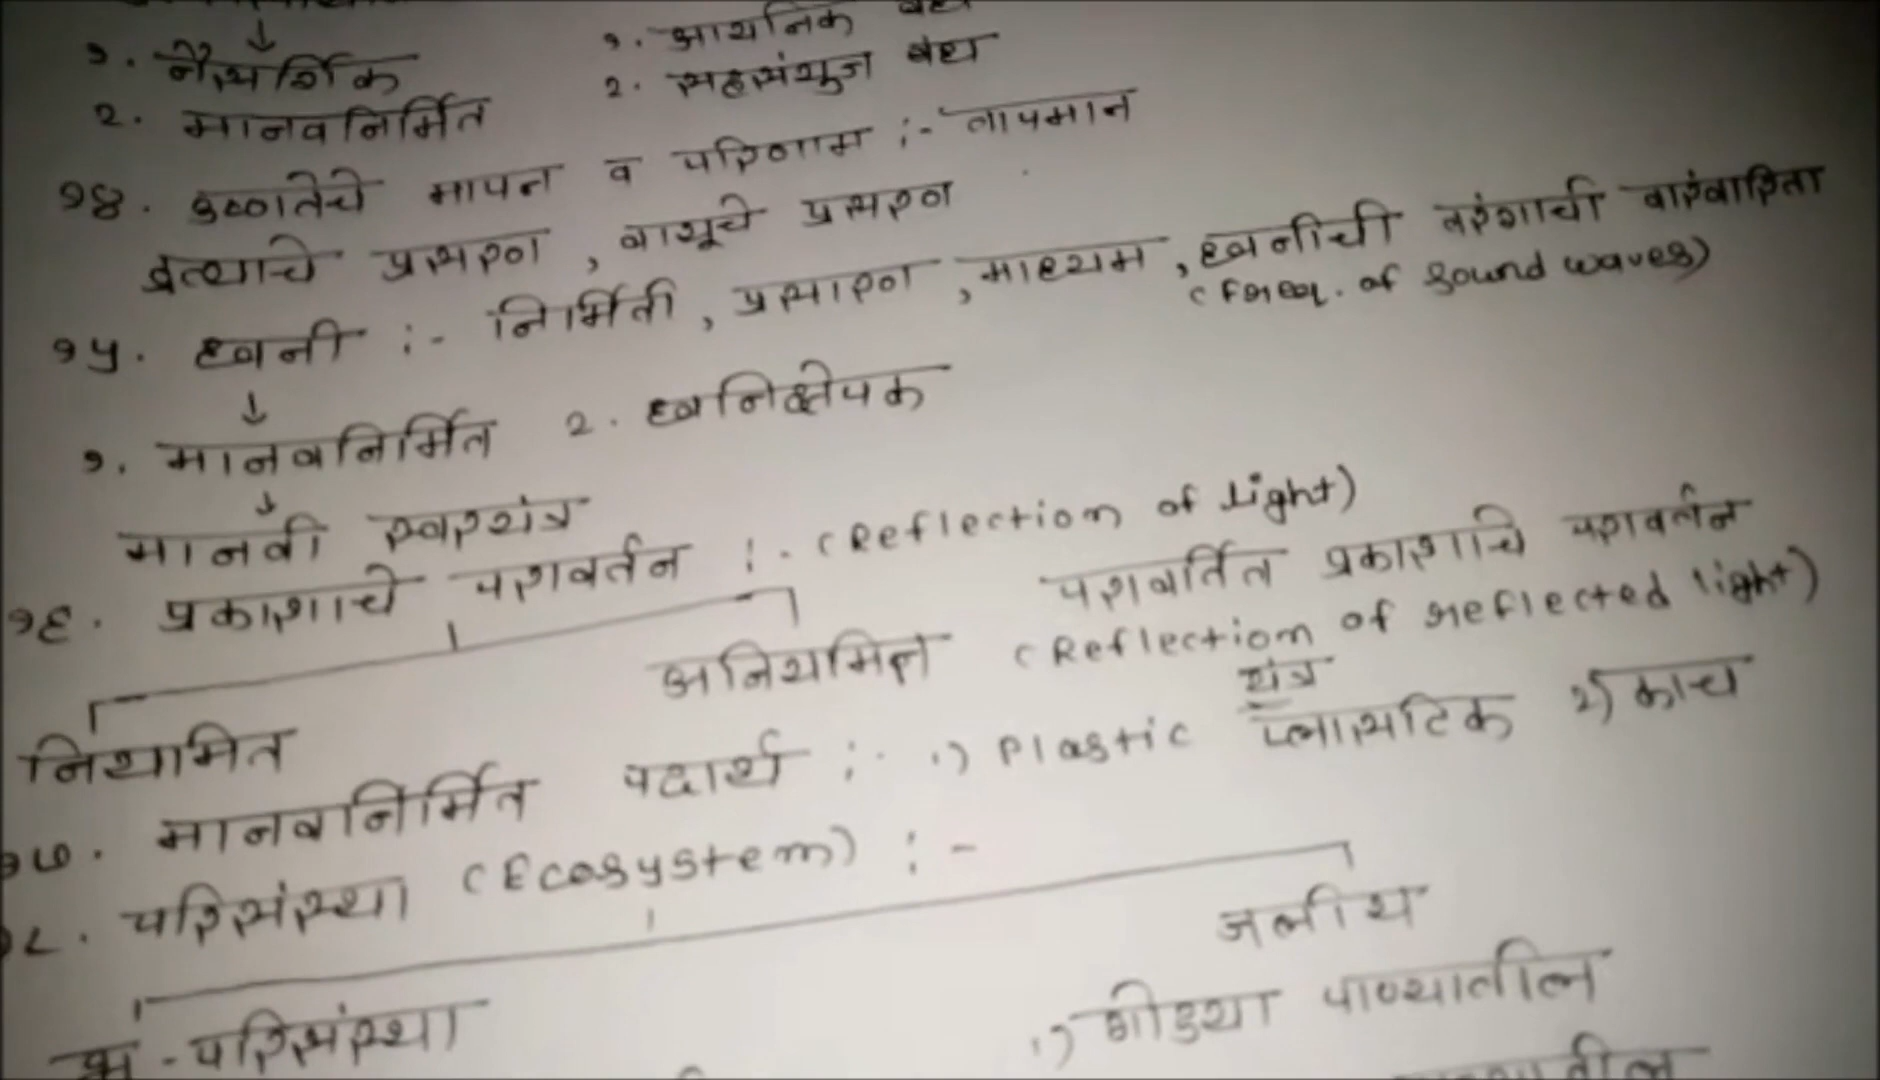 १. आयनिक बंध
१. नैसर्गिक
२. सहसंयुज बंध
२. मानवनिर्मित
१४. उष्णतेचे मापन व परिणाम :- तापमान
द्रव्याचे प्रसरण, वायूचे प्रसरण
१५. ध्वनी :- निर्मिती, प्रसारण, माध्यम, ध्वनीची तरंगाची वारंवारिता
(Freq. of Sound waves)
१. मानवनिर्मित २. ध्वनिक्षेपक
मानवी स्वरयंत्र
१६. प्रकाशाचे परावर्तन :- (Reflection of Light)
परावर्तित प्रकाशाचे परावर्तन
अनियमित (Reflection of reflected light)
यंत्र
नियमित
१७. मानवनिर्मित पदार्थ :- 1) Plastic प्लास्टिक २) काच
१८. परिसंस्था (Ecosystem) :-
जलीय
भू - परिसंस्था
1) गोड्या पाण्यातील